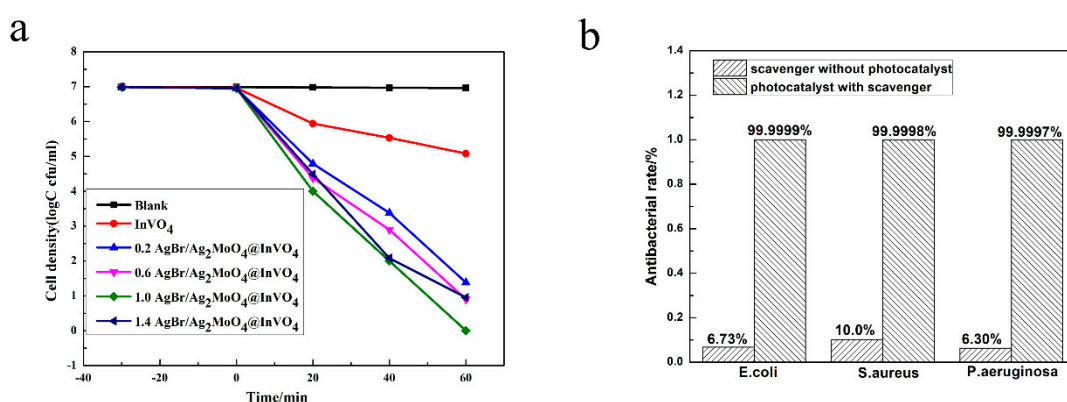 a
8
7
6
5
4
3
2
1
0
-1
-40
-20
0
20
40
60
Cell density(logC cfu/ml)
Time/min
Blank
InVO4
0.2 AgBr/Ag2MoO4@InVO4
0.6 AgBr/Ag2MoO4@InVO4
1.0 AgBr/Ag2MoO4@InVO4
1.4 AgBr/Ag2MoO4@InVO4
b
1.4
1.2
1.0
0.8
0.6
0.4
0.2
0.0
Antibacterial rate/%
scavenger without photocatalyst
photocatalyst with scavenger
99.9999%
99.9998%
99.9997%
6.73%
10.0%
6.30%
E.coli
S.aureus
P.aeruginosa